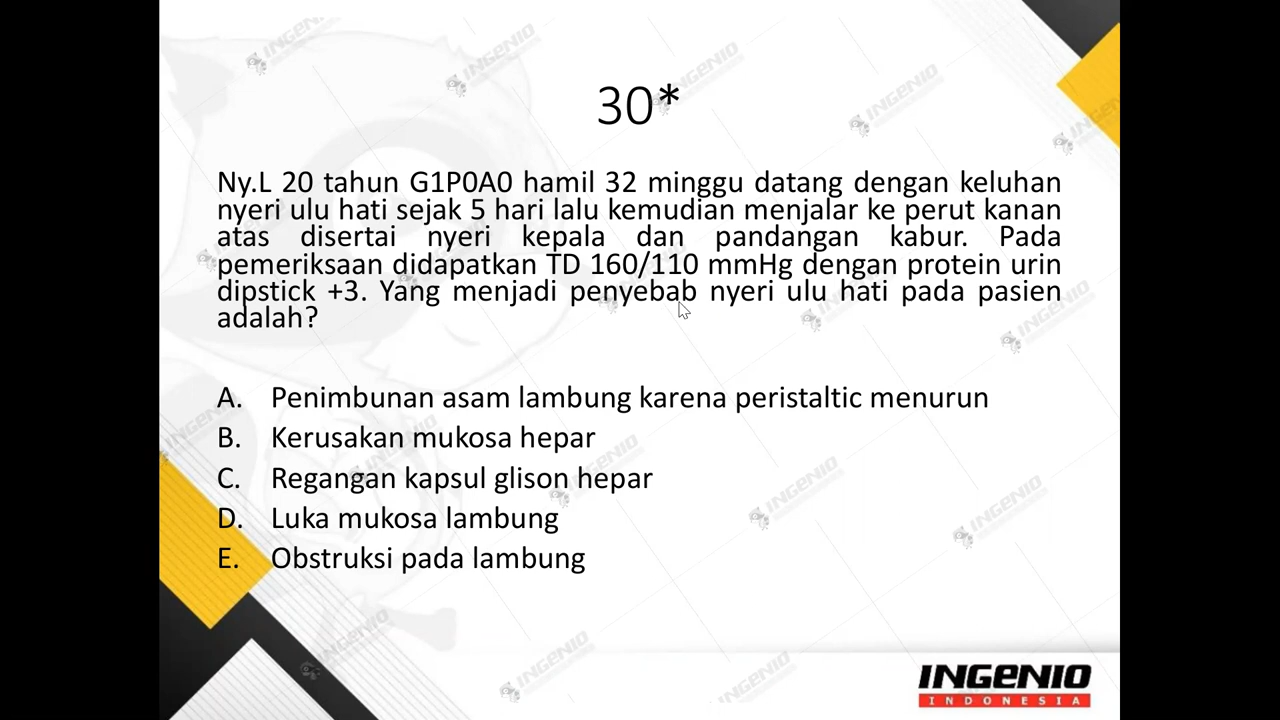 30*
Ny.L 20 tahun G1P0A0 hamil 32 minggu datang dengan keluhan
nyeri ulu hati sejak 5 hari lalu kemudian menjalar ke perut kanan
atas disertai nyeri kepala dan pandangan kabur. Pada
pemeriksaan didapatkan TD 160/110 mmHg dengan protein urin
dipstick +3. Yang menjadi penyebab nyeri ulu hati pada pasien
adalah?
A. Penimbunan asam lambung karena peristaltic menurun
B. Kerusakan mukosa hepar
C. Regangan kapsul glison hepar
D. Luka mukosa lambung
E. Obstruksi pada lambung
INGENIO
INDONESIA